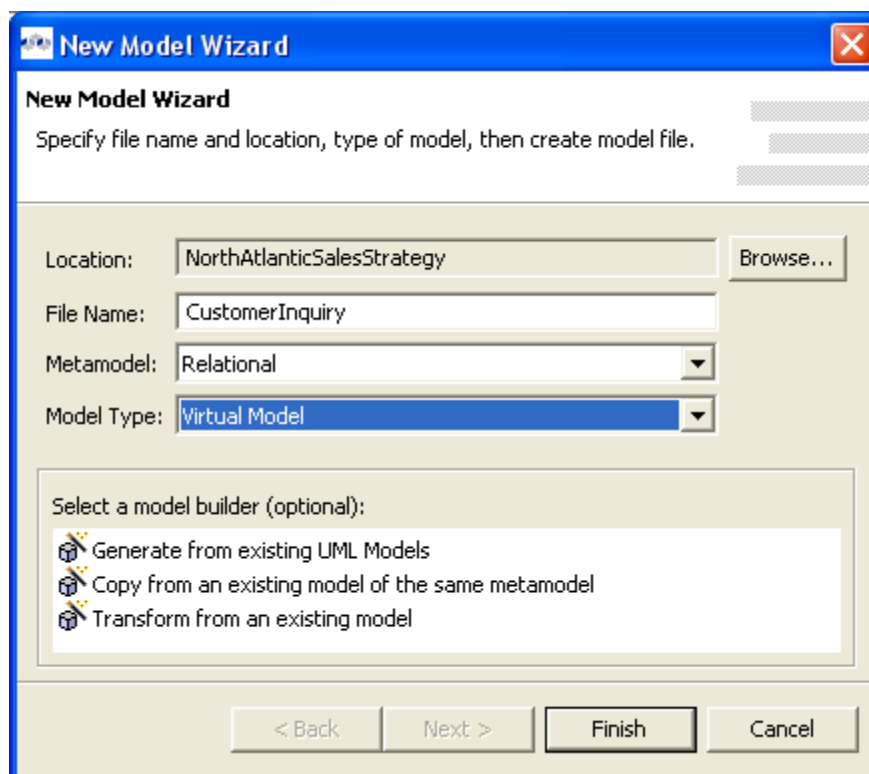 New Model Wizard
New Model Wizard
Specify file name and location, type of model, then create model file.
Location: NorthAtlanticSalesStrategy Browse...
File Name: CustomerInquiry
Metamodel: Relational
Model Type: Virtual Model
Select a model builder (optional):
Generate from existing UML Models
Copy from an existing model of the same metamodel
Transform from an existing model
< Back Next > Finish Cancel